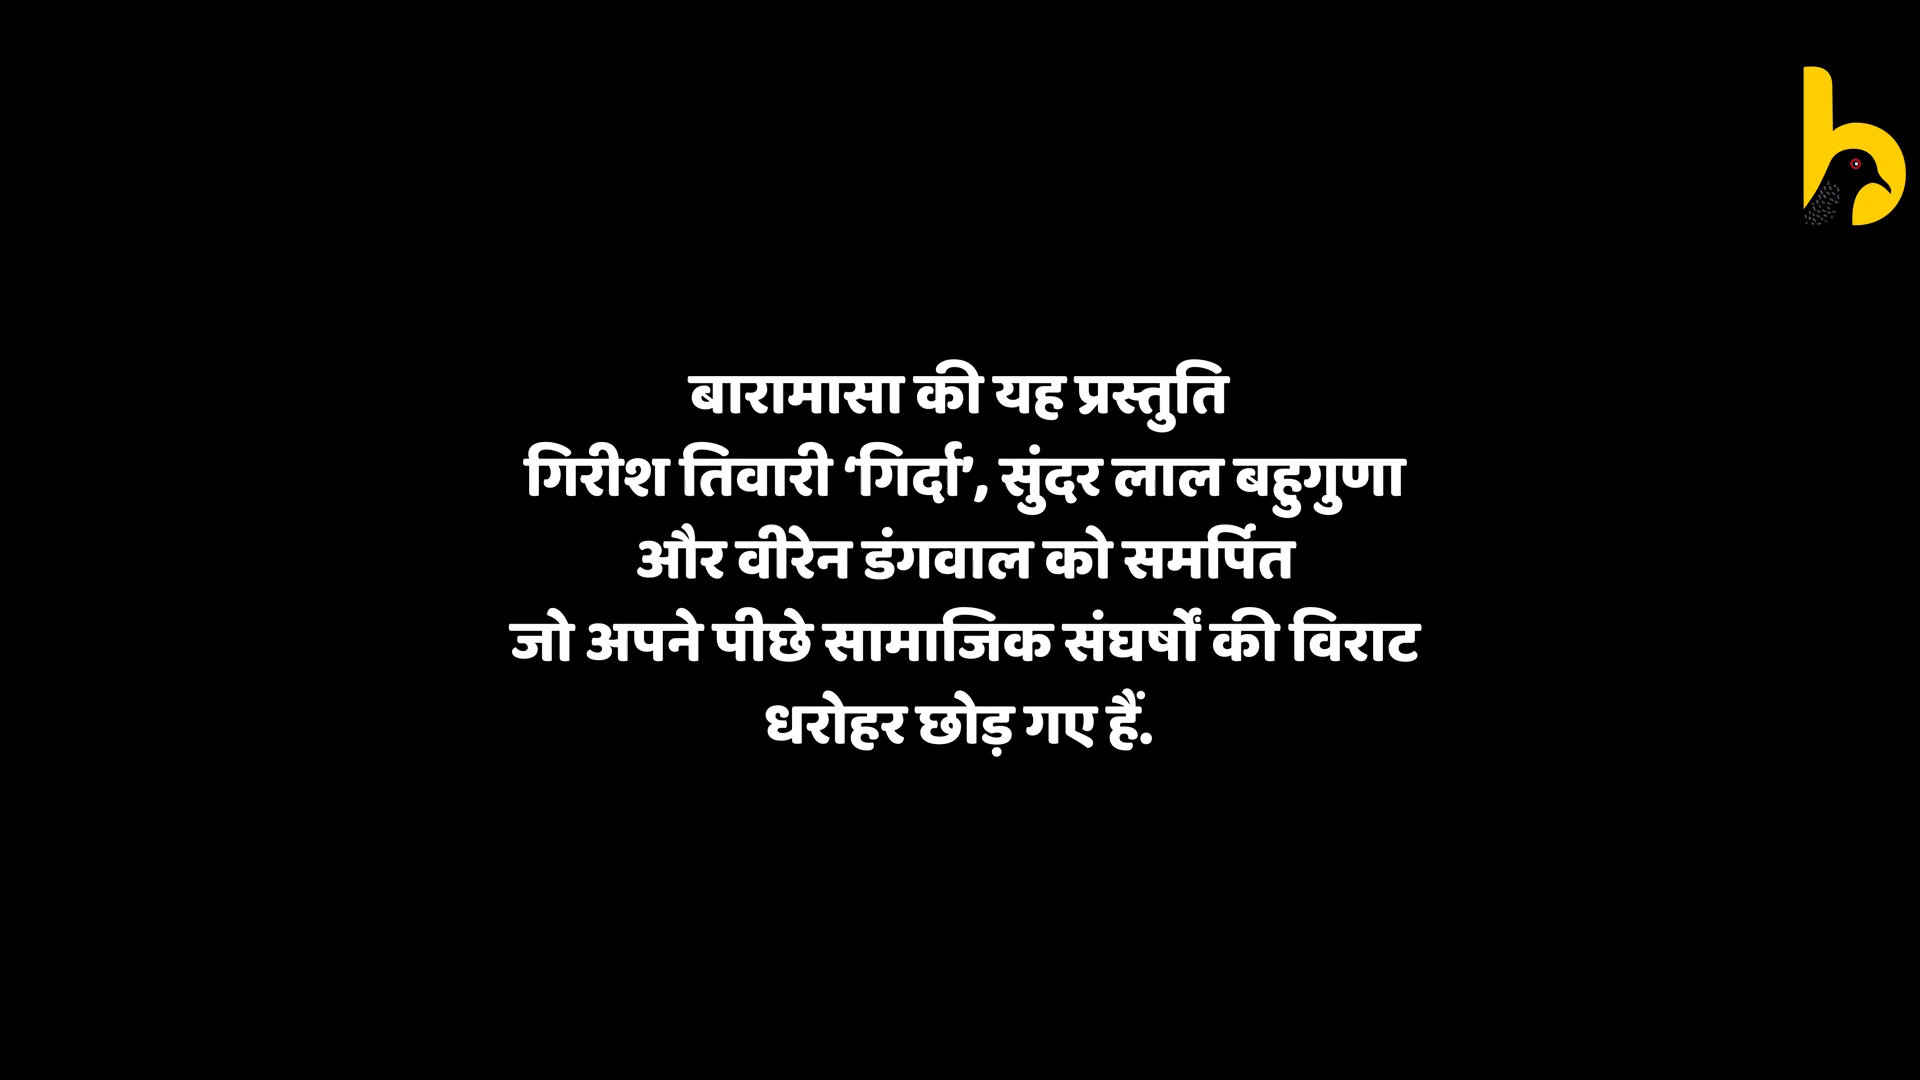 बारामासा की यह प्रस्तुति
गिरीश तिवारी ‘गिर्दा’, सुंदर लाल बहुगुणा
और वीरेन डंगवाल को समर्पित
जो अपने पीछे सामाजिक संघर्षों की विराट
धरोहर छोड़ गए हैं.